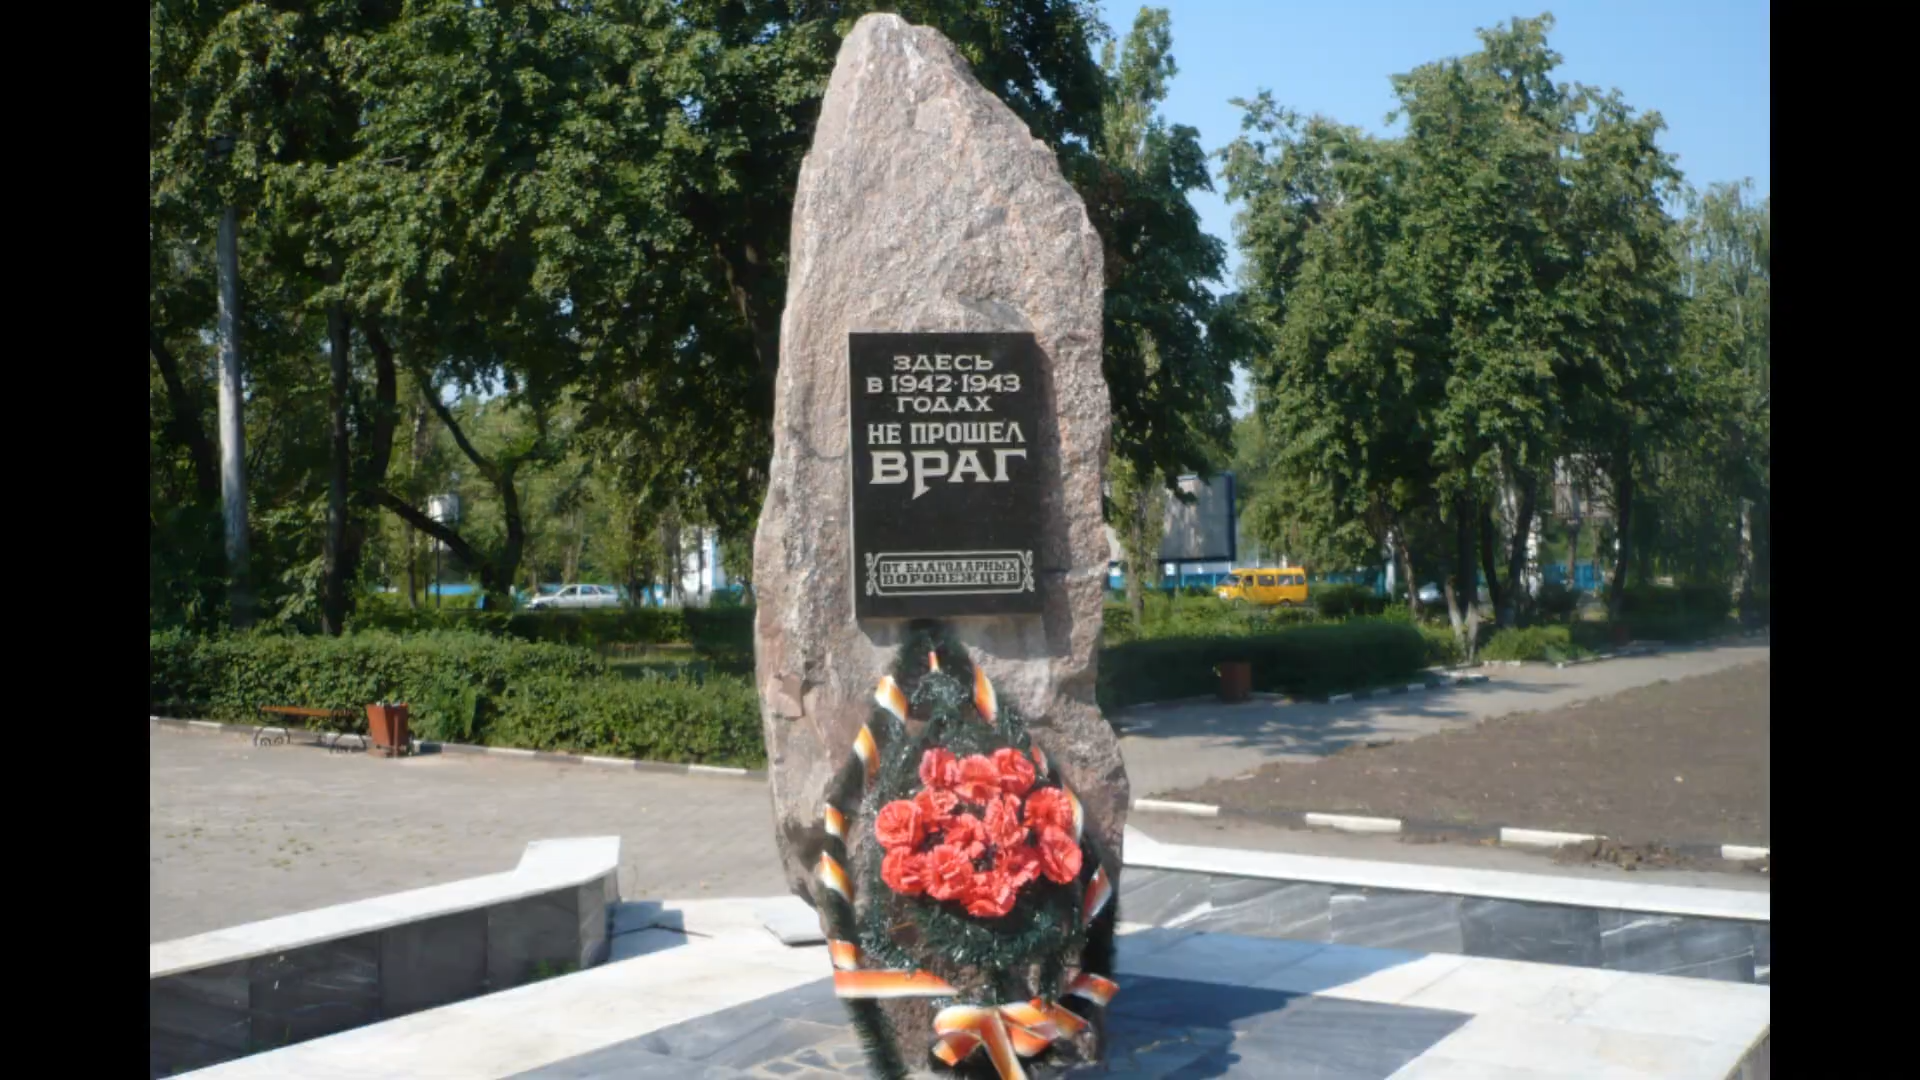 ЗДЕСЬ
В 1942-1943
ГОДАХ
НЕ ПРОШЕЛ
ВРАГ
ОТ БЛАГОДАРНЫХ
ВОРОНЕЖЦЕВ